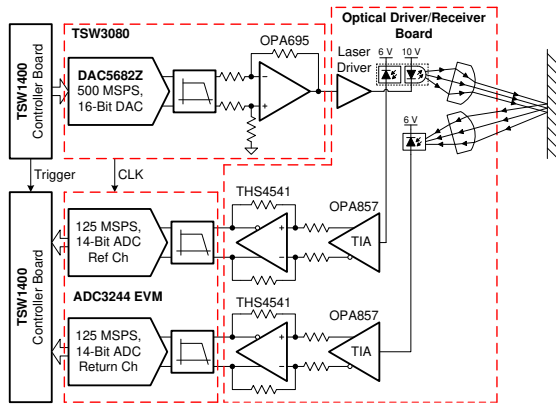 Optical Driver/Receiver
Board
TSW3080
OPA695
Laser
Driver
6 V
10 V
TSW1400
Controller Board
DAC5682Z
500 MSPS,
16-Bit DAC
6 V
Trigger
CLK
TSW1400
Controller Board
125 MSPS,
14-Bit ADC
Ref Ch
THS4541
OPA857
TIA
ADC3244 EVM
125 MSPS,
14-Bit ADC
Return Ch
THS4541
OPA857
TIA